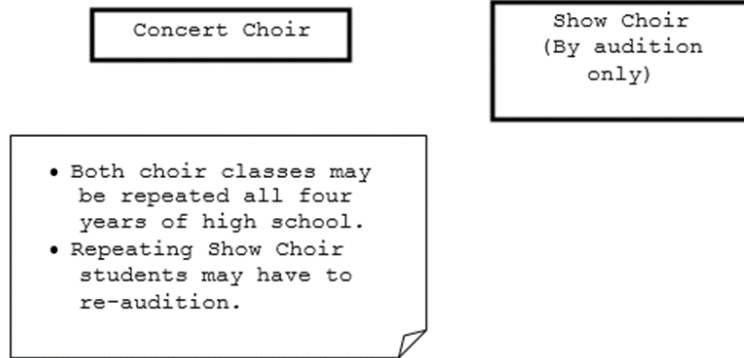 Concert Choir
Show Choir
(By audition
only)
• Both choir classes may
be repeated all four
years of high school.
• Repeating Show Choir
students may have to
re-audition.